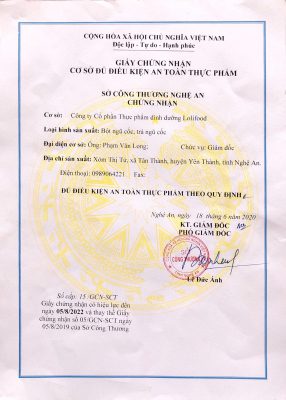 CỘNG HÒA XÃ HỘI CHỦ NGHĨA VIỆT NAM
Độc lập - Tự do - Hạnh phúc
GIẤY CHỨNG NHẬN
CƠ SỞ ĐỦ ĐIỀU KIỆN AN TOÀN THỰC PHẨM
SỞ CÔNG THƯƠNG NGHỆ AN
CHỨNG NHẬN
Cơ sở: Công ty Cổ phần Thực phẩm dinh dưỡng Lolifood
Loại hình sản xuất: Bột ngũ cốc, trà ngũ cốc
Đại diện cơ sở: Ông: Phạm Văn Long; Chức vụ: Giám đốc
Địa chỉ sản xuất: Xóm Thị Tứ, xã Tân Thành, huyện Yên Thành, tỉnh Nghệ An.
Điện thoại: 0989064221 Fax:
ĐỦ ĐIỀU KIỆN AN TOÀN THỰC PHẨM THEO QUY ĐỊNH
Nghệ An, ngày 18 tháng 6 năm 2020
KT. GIÁM ĐỐC
PHÓ GIÁM ĐỐC
SỞ
CÔNG THƯƠNG
Lê Đức Ánh
Số cấp: 15 /GCN-SCT
Giấy chứng nhận có hiệu lực đến
ngày 05/8/2022 và thay thế Giấy
chứng nhận số 05/GCN-SCT ngày
05/8/2019 của Sở Công Thương